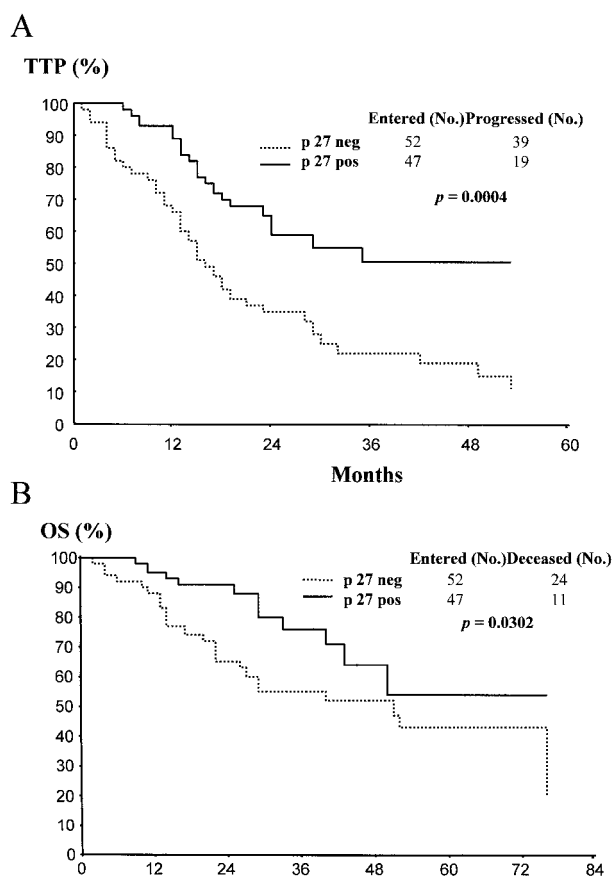 A
TTP (%)
Entered (No.)Progressed (No.)
p 27 neg 52 39
p 27 pos 47 19
p = 0.0004
100
90
80
70
60
50
40
30
20
10
0
0 12 24 36 48 60
Months
B
OS (%)
Entered (No.)Deceased (No.)
p 27 neg 52 24
p 27 pos 47 11
p = 0.0302
100
90
80
70
60
50
40
30
20
10
0
0 12 24 36 48 60 72 84